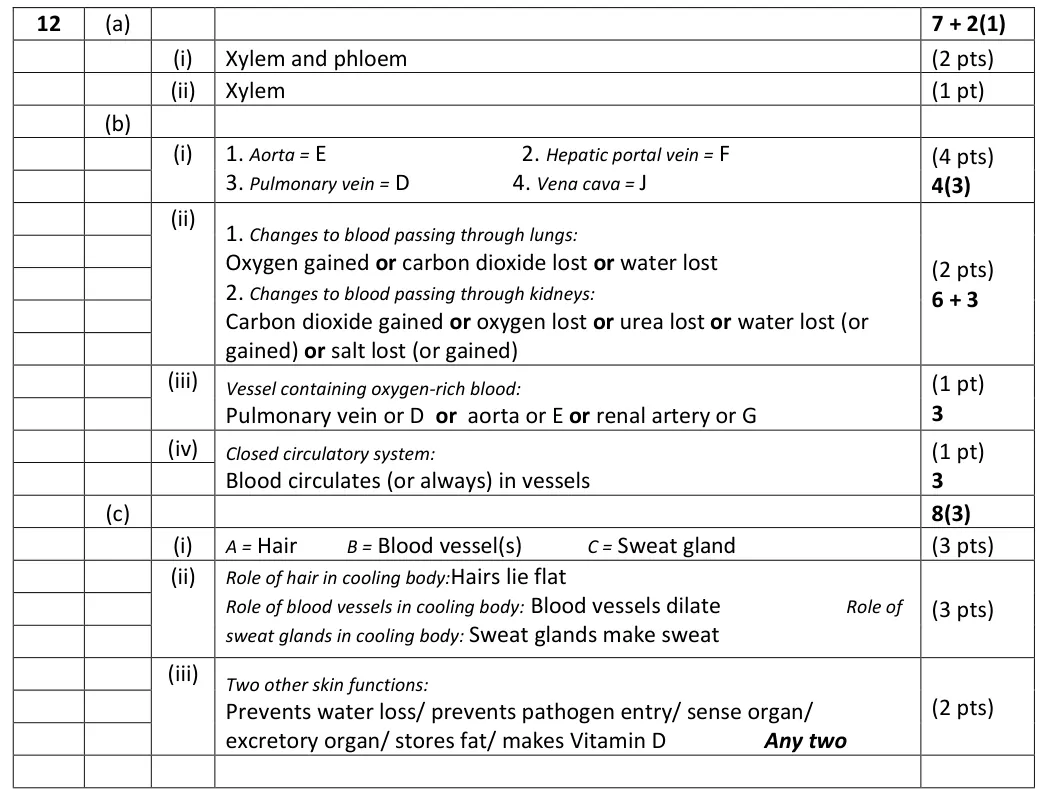 12 (a) 7 + 2(1)
(i) Xylem and phloem (2 pts)
(ii) Xylem (1 pt)
(b)
(i) 1. Aorta = E 2. Hepatic portal vein = F (4 pts)
3. Pulmonary vein = D 4. Vena cava = J 4(3)
(ii)
1. Changes to blood passing through lungs:
Oxygen gained or carbon dioxide lost or water lost (2 pts)
2. Changes to blood passing through kidneys: 6 + 3
Carbon dioxide gained or oxygen lost or urea lost or water lost (or
gained) or salt lost (or gained)
(iii) Vessel containing oxygen-rich blood: (1 pt)
Pulmonary vein or D or aorta or E or renal artery or G 3
(iv) Closed circulatory system: (1 pt)
Blood circulates (or always) in vessels 3
(c) 8(3)
(i) A = Hair B = Blood vessel(s) C = Sweat gland (3 pts)
(ii) Role of hair in cooling body:Hairs lie flat
Role of blood vessels in cooling body: Blood vessels dilate Role of (3 pts)
sweat glands in cooling body: Sweat glands make sweat
(iii) Two other skin functions:
Prevents water loss/ prevents pathogen entry/ sense organ/ (2 pts)
excretory organ/ stores fat/ makes Vitamin D Any two